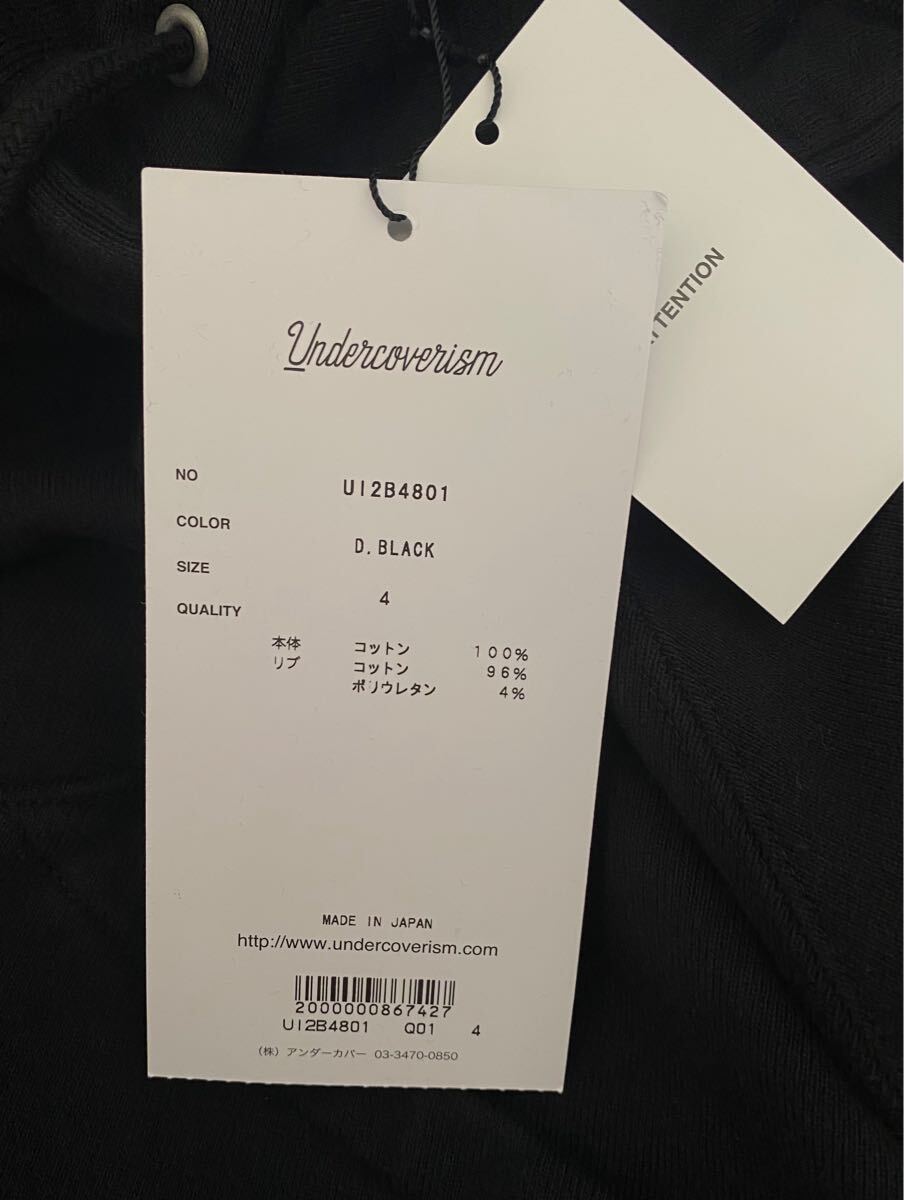 Undercoverism
NO UI2B4801
COLOR D. BLACK
SIZE 4
QUALITY
本体 コットン 100%
リブ コットン 96%
ポリウレタン 4%
MADE IN JAPAN
http://www.undercoverism.com
2000000867427
UI2B4801 Q01 4
(株) アンダーカバー 03-3470-0850
TTENTION